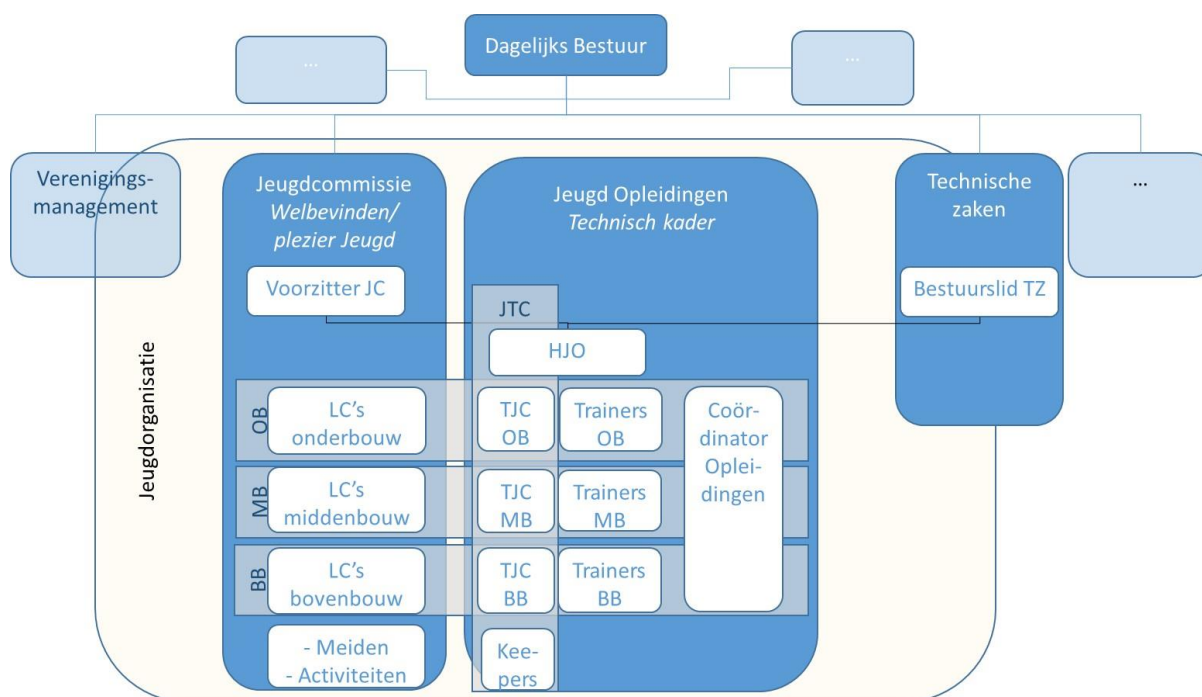 Dagelijks Bestuur
...
...
Verenigings-
management
Jeugdcommissie
Welbevinden/
plezier Jeugd
Jeugd Opleidingen
Technisch kader
Technische
zaken
...
Voorzitter JC
Bestuurslid TZ
JTC
HJO
Jeugdorganisatie
OB
LC's
onderbouw
TJC
OB
Trainers
OB
Coör-
dinator
Oplei-
dingen
MB
LC's
middenbouw
TJC
MB
Trainers
MB
BB
LC's
bovenbouw
TJC
BB
Trainers
BB
- Meiden
- Activiteiten
Kee-
pers